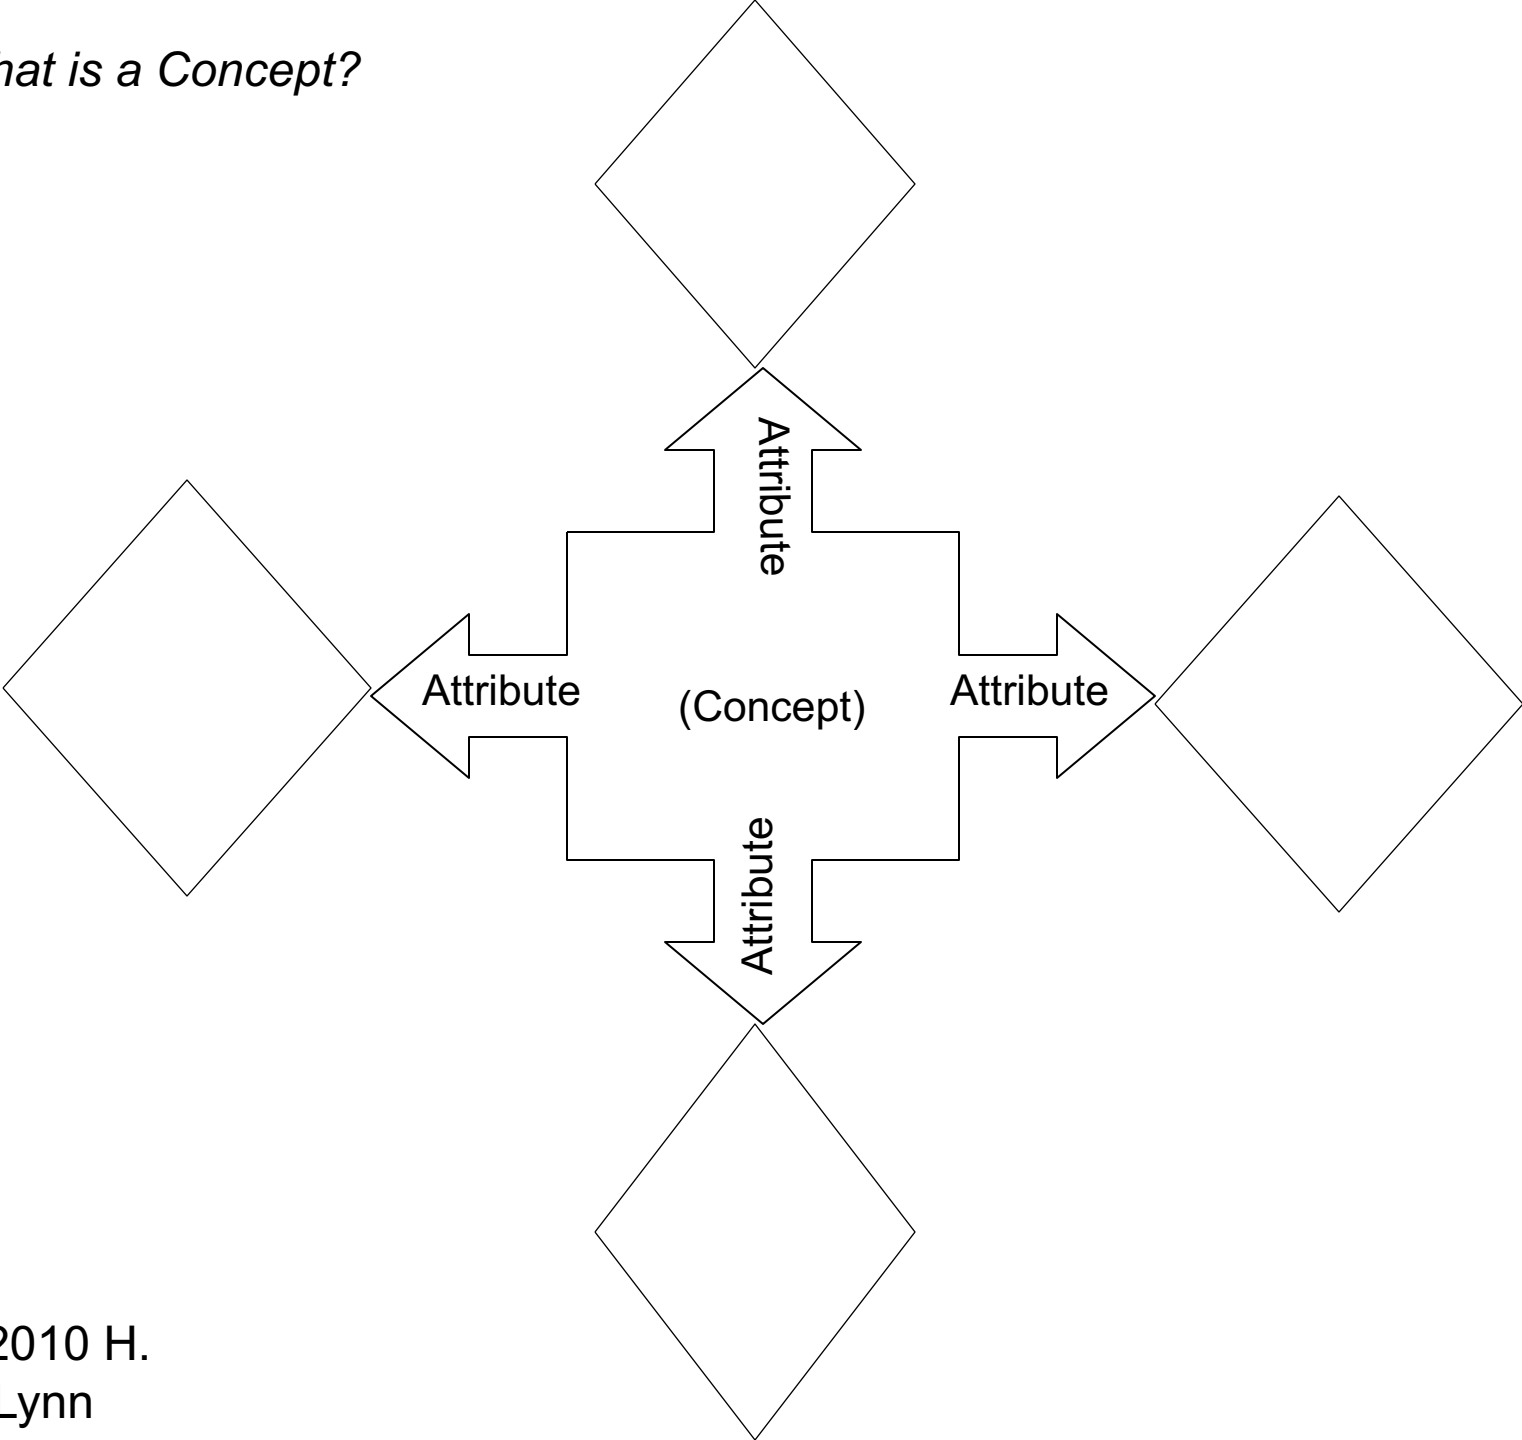 hat is a Concept?
Attribute
Attribute
(Concept)
Attribute
Attribute
2010 H.
Lynn